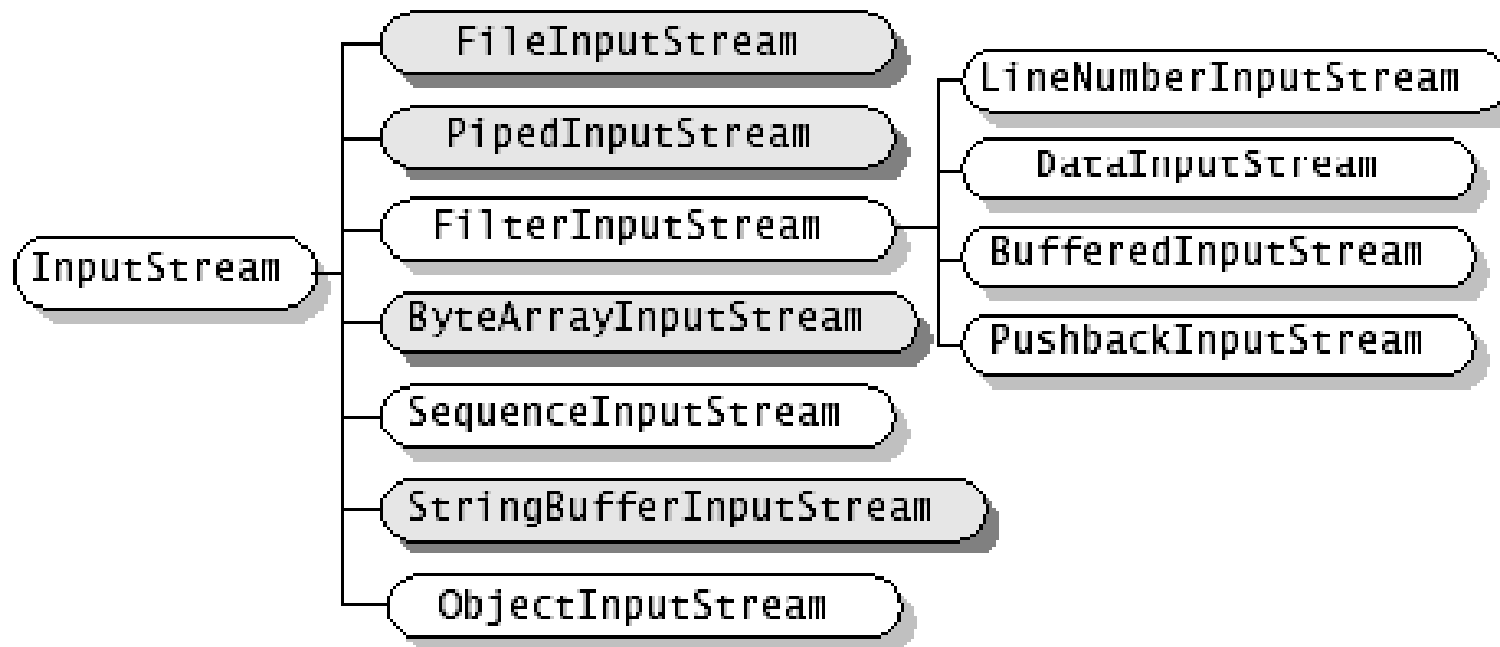 InputStream
FileInputStream
PipedInputStream
FilterInputStream
ByteArrayInputStream
SequenceInputStream
StringBufferInputStream
ObjectInputStream
LineNumberInputStream
DataInputStream
BufferedInputStream
PushbackInputStream